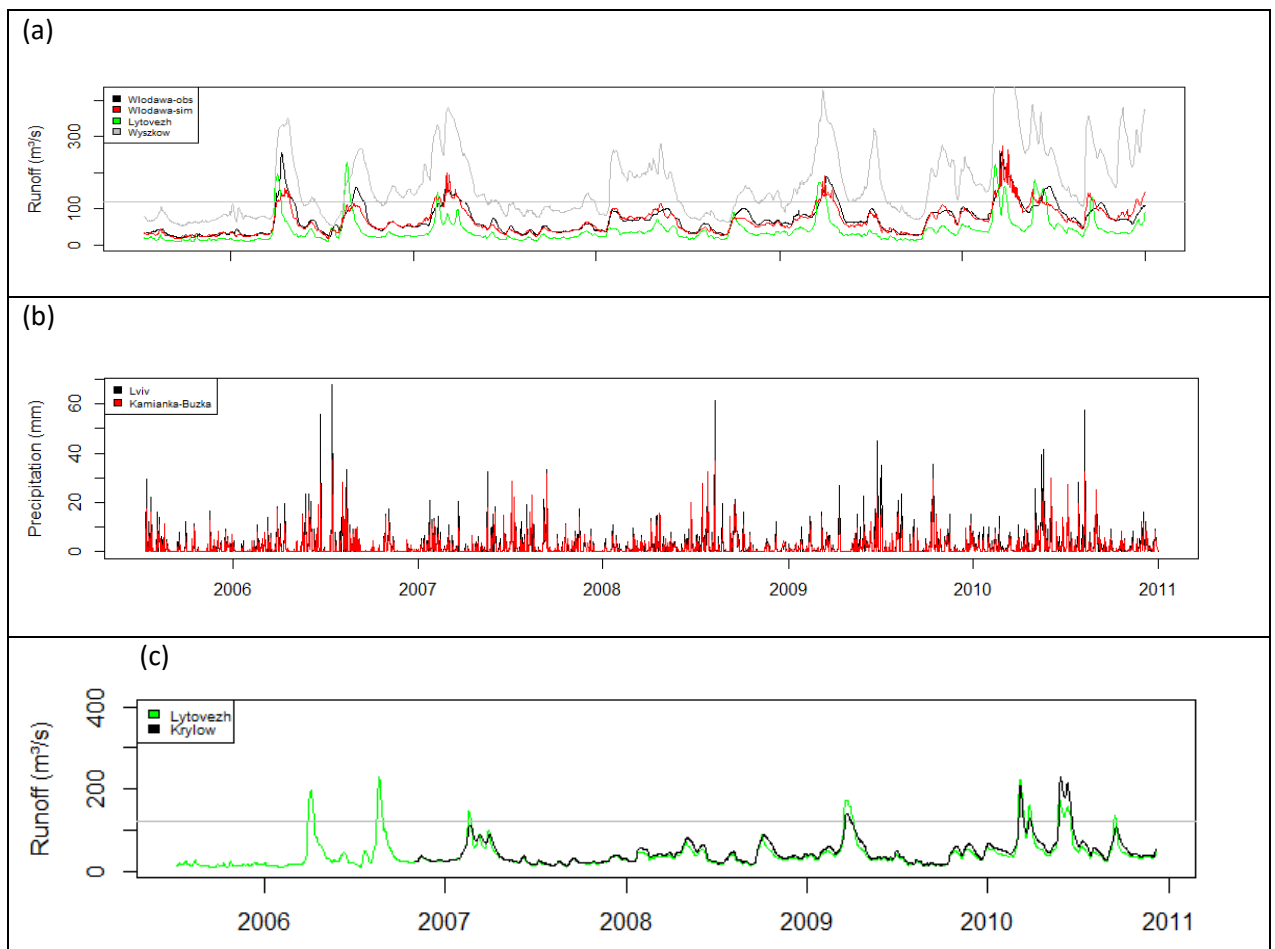 (a)
Runoff (m³/s)
0
100
300
Wlodawa-obs
Wlodawa-sim
Lytovezh
Wyszkow
(b)
Precipitation (mm)
0
20
40
60
Lviv
Kamianka-Buzka
2006 2007 2008 2009 2010 2011
(c)
Runoff (m³/s)
0
200
400
Lytovezh
Krylow
2006 2007 2008 2009 2010 2011